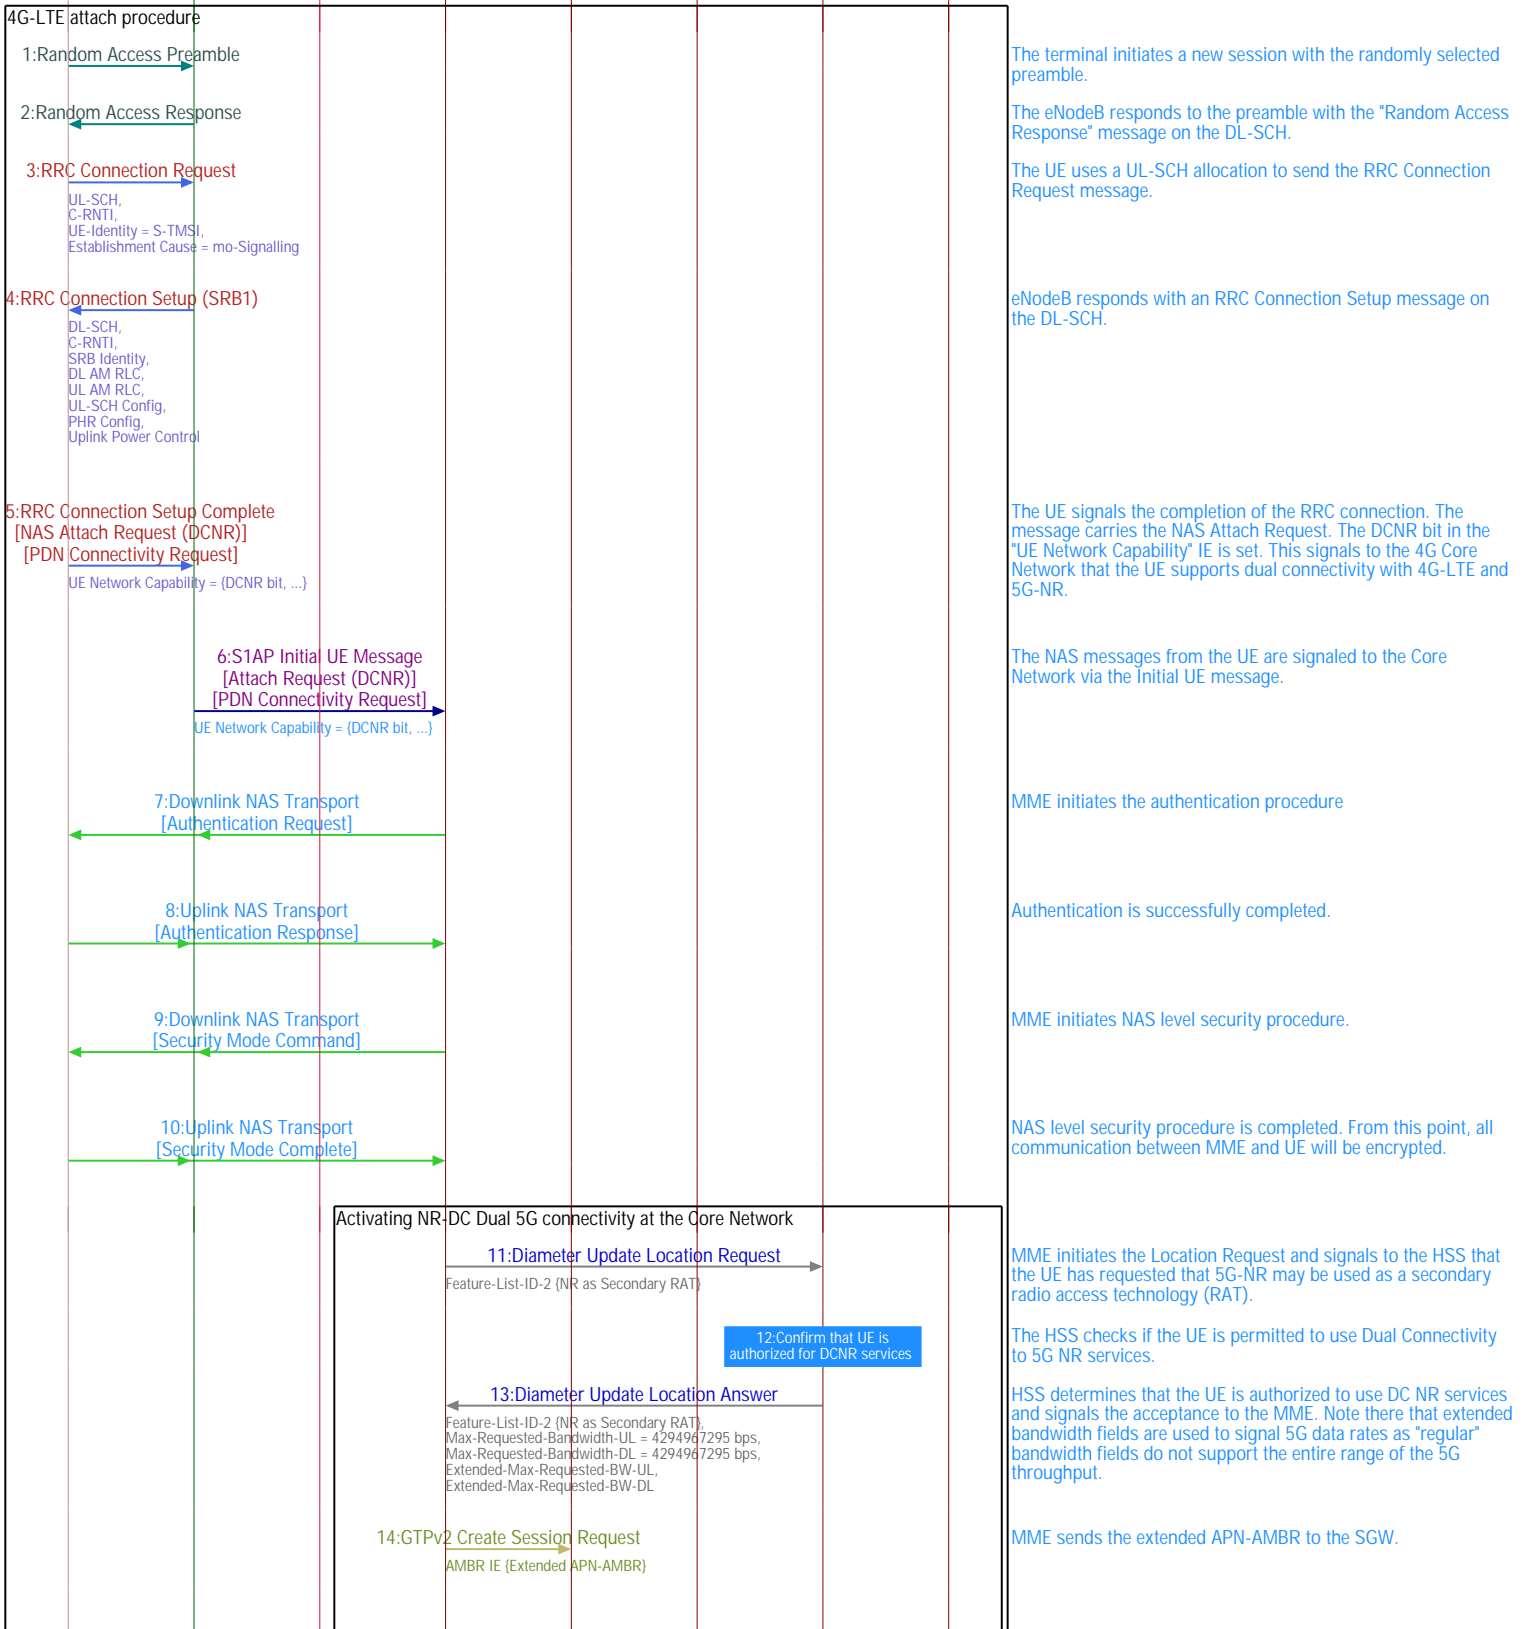 4G-LTE attach procedure
1:Random Access Preamble
The terminal initiates a new session with the randomly selected
preamble.
2:Random Access Response
The eNodeB responds to the preamble with the "Random Access
Response" message on the DL-SCH.
3:RRC Connection Request
The UE uses a UL-SCH allocation to send the RRC Connection
Request message.
UL-SCH,
C-RNTI,
UE-Identity = S-TMSI,
Establishment Cause = mo-Signalling
4:RRC Connection Setup (SRB1)
eNodeB responds with an RRC Connection Setup message on
the DL-SCH.
DL-SCH,
C-RNTI,
SRB Identity,
DL AM RLC,
UL AM RLC,
UL-SCH Config,
PHR Config,
Uplink Power Control
5:RRC Connection Setup Complete
[NAS Attach Request (DCNR)]
[PDN Connectivity Request]
UE Network Capability = {DCNR bit, ...}
The UE signals the completion of the RRC connection. The
message carries the NAS Attach Request. The DCNR bit in the
"UE Network Capability" IE is set. This signals to the 4G Core
Network that the UE supports dual connectivity with 4G-LTE and
5G-NR.
6:S1AP Initial UE Message
[Attach Request (DCNR)]
[PDN Connectivity Request]
UE Network Capability = {DCNR bit, ...}
The NAS messages from the UE are signaled to the Core
Network via the Initial UE message.
7:Downlink NAS Transport
[Authentication Request]
MME initiates the authentication procedure
8:Uplink NAS Transport
[Authentication Response]
Authentication is successfully completed.
9:Downlink NAS Transport
[Security Mode Command]
MME initiates NAS level security procedure.
10:Uplink NAS Transport
[Security Mode Complete]
NAS level security procedure is completed. From this point, all
communication between MME and UE will be encrypted.
Activating NR-DC Dual 5G connectivity at the Core Network
11:Diameter Update Location Request
Feature-List-ID-2 {NR as Secondary RAT}
MME initiates the Location Request and signals to the HSS that
the UE has requested that 5G-NR may be used as a secondary
radio access technology (RAT).
12:Confirm that UE is
authorized for DCNR services
The HSS checks if the UE is permitted to use Dual Connectivity
to 5G NR services.
13:Diameter Update Location Answer
Feature-List-ID-2 {NR as Secondary RAT},
Max-Requested-Bandwidth-UL = 4294967295 bps,
Max-Requested-Bandwidth-DL = 4294967295 bps,
Extended-Max-Requested-BW-UL,
Extended-Max-Requested-BW-DL
HSS determines that the UE is authorized to use DC NR services
and signals the acceptance to the MME. Note there that extended
bandwidth fields are used to signal 5G data rates as "regular"
bandwidth fields do not support the entire range of the 5G
throughput.
14:GTPv2 Create Session Request
AMBR IE {Extended APN-AMBR}
MME sends the extended APN-AMBR to the SGW.